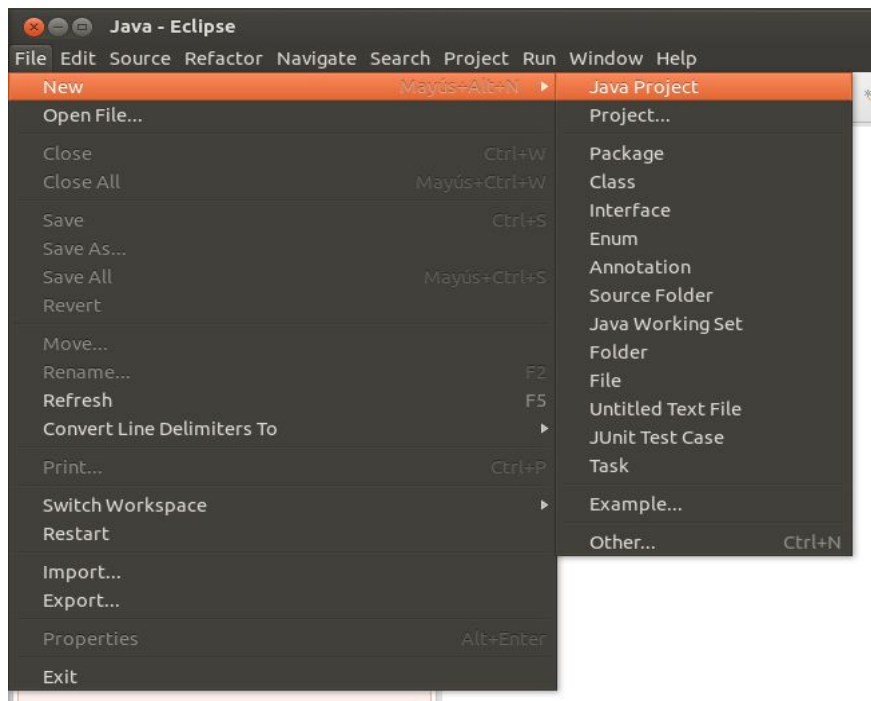 Java - Eclipse
File Edit Source Refactor Navigate Search Project Run Window Help
New Mayús+Alt+N
Open File...
Close Ctrl+W
Close All Mayús+Ctrl+W
Save Ctrl+S
Save As...
Save All Mayús+Ctrl+S
Revert
Move...
Rename... F2
Refresh F5
Convert Line Delimiters To
Print... Ctrl+P
Switch Workspace
Restart
Import...
Export...
Properties Alt+Enter
Exit
Java Project
Project...
Package
Class
Interface
Enum
Annotation
Source Folder
Java Working Set
Folder
File
Untitled Text File
JUnit Test Case
Task
Example...
Other... Ctrl+N